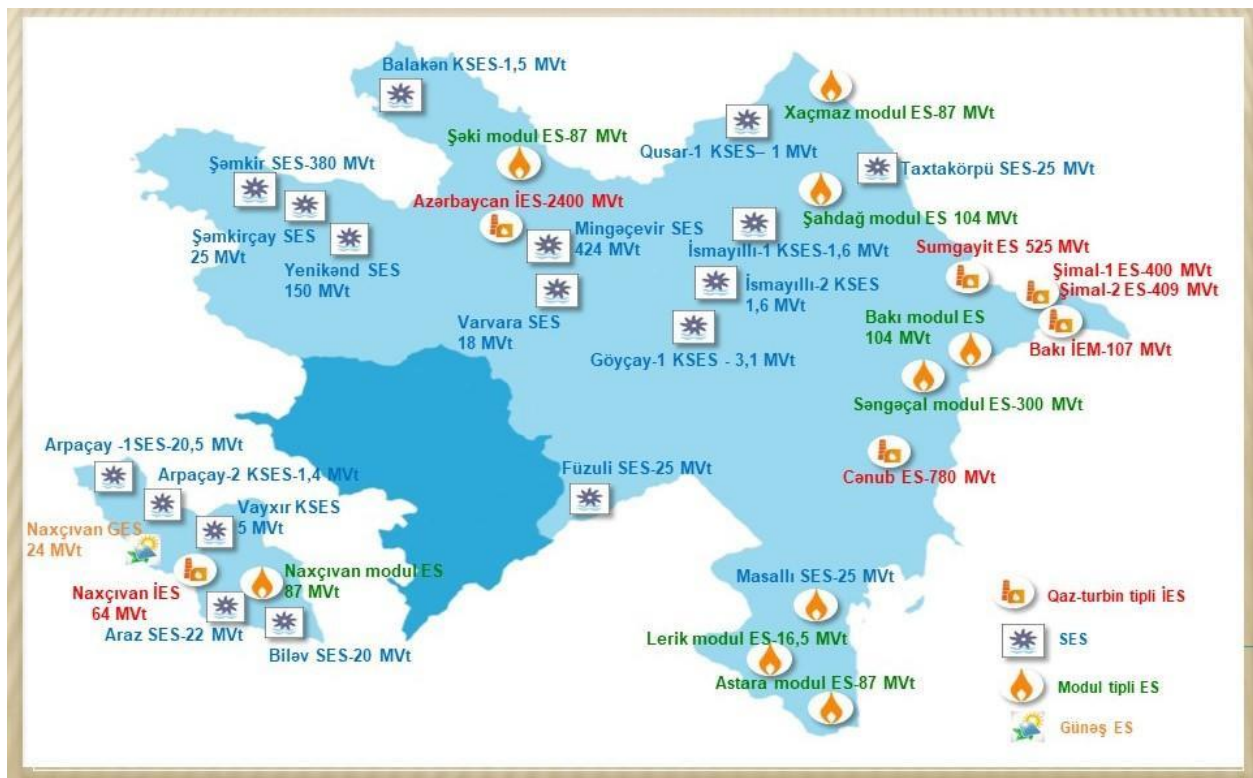 Balakən KSES-1,5 MVt
Xaçmaz modul ES-87 MVt
Şəki modul ES-87 MVt
Qusar-1 KSES– 1 MVt
Şəmkir SES-380 MVt
Taxtakörpü SES-25 MVt
Azərbaycan İES-2400 MVt
Şahdağ modul ES 104 MVt
Şəmkirçay SES
25 MVt
Mingəçevir SES
424 MVt
İsmayıllı-1 KSES-1,6 MVt
Sumgayit ES 525 MVt
Yenikənd SES
150 MVt
İsmayıllı-2 KSES
1,6 MVt
Şimal-1 ES-400 MVt
Şimal-2 ES-409 MVt
Varvara SES
18 MVt
Bakı modul ES
104 MVt
Göyçay-1 KSES - 3,1 MVt
Bakı İEM-107 MVt
Səngəçal modul ES-300 MVt
Arpaçay -1SES-20,5 MVt
Arpaçay-2 KSES-1,4 MVt
Füzuli SES-25 MVt
Cənub ES-780 MVt
Vayxır KSES
5 MVt
Naxçıvan GES
24 MVt
Naxçıvan modul ES
87 MVt
Naxçıvan İES
64 MVt
Masallı SES-25 MVt
Araz SES-22 MVt
Biləv SES-20 MVt
Lerik modul ES-16,5 MVt
Astara modul ES-87 MVt
Qaz-turbin tipli İES
SES
Modul tipli ES
Günəş ES